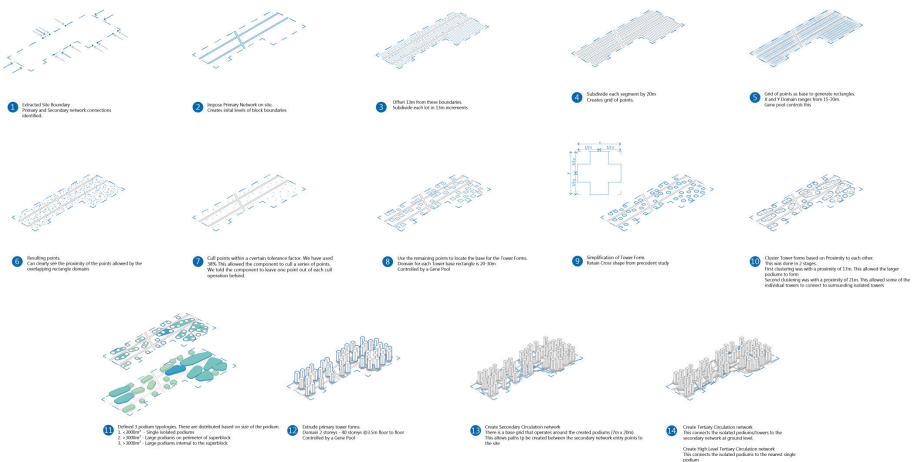 1
Extracted Site Boundary
Primary and Secondary network connections
identified.
2
Impose Primary Network on site.
Creates initial levels of block boundaries
3
Offset 13m from these boundaries.
Subdivide each lot in 13m increments
4
Subdivide each segment by 20m
Creates grid of points.
5
Grid of points as base to generate rectangles.
X and Y Domain ranges from 15-20m.
Gene pool controls this
6
Resulting points.
Can clearly see the proximity of the points allowed by the
overlapping rectangle domains
7
Cull points within a cvertain tolerance factor. We have used
38%. This allowed the component to cull a series of points.
We told the component to leave one point out of each cull
operation behind.
8
Use the remaining points to locate the base for the Tower Forms.
Domain for each Tower base rectangle is 20-30m
Controlled by a Gene Pool
9
Simplification of Tower Form.
Retain Cross shape from precedent study
10
Cluster Tower forms based on Proximity to each other.
This was done in 2 stages.
First clustering was with a proximity of 17m. This allowed the larger
podiums to form
Second clustering was with a proximity of 21m. This allowed some of the
individual towers to connect to surrounding isolated towers
11
Defined 3 podium typologies. These are distributed based on size of the podium.
1. <3000m² - Single isolated podiums
2. >3000m² - Large podiums on perimeter of superblock
3. >3000m² - Large podiums internal to the superblock
12
Extrude primary tower forms.
Domain 2 storeys - 40 storeys @3.5m floor to floor
Controlled by a Gene Pool
13
Create Secondary Circulation network
There is a base grid that operates around the created podiums (7m x 20m)
This allows paths tp be created between the secondary network entry points to
the site
14
Create Tertiary Circulation network
This connects the isolated podiums/towers to the
secondary network at ground level.
Create High Level Tertiary Circulation network
This connects the isolated podiums to the nearest single
podium